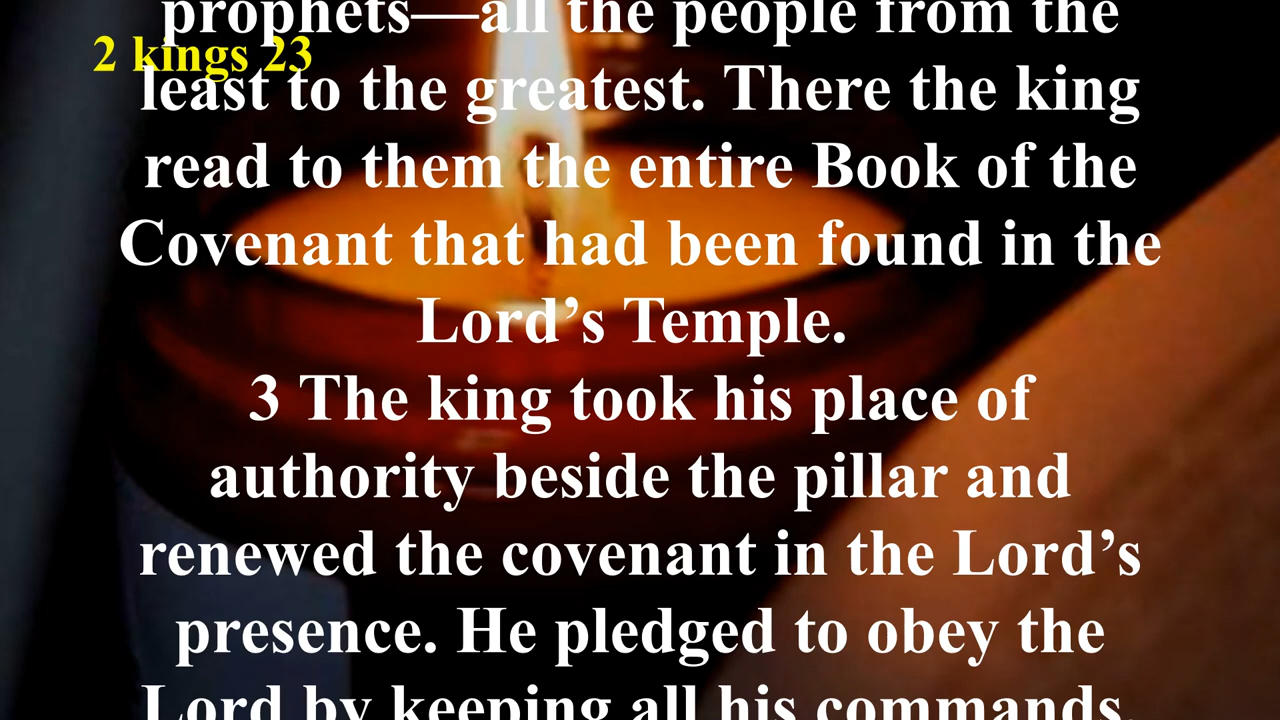 prophets—all the people from the
2 kings 23
least to the greatest. There the king
read to them the entire Book of the
Covenant that had been found in the
Lord’s Temple.
3 The king took his place of
authority beside the pillar and
renewed the covenant in the Lord’s
presence. He pledged to obey the
Lord by keeping all his commands,